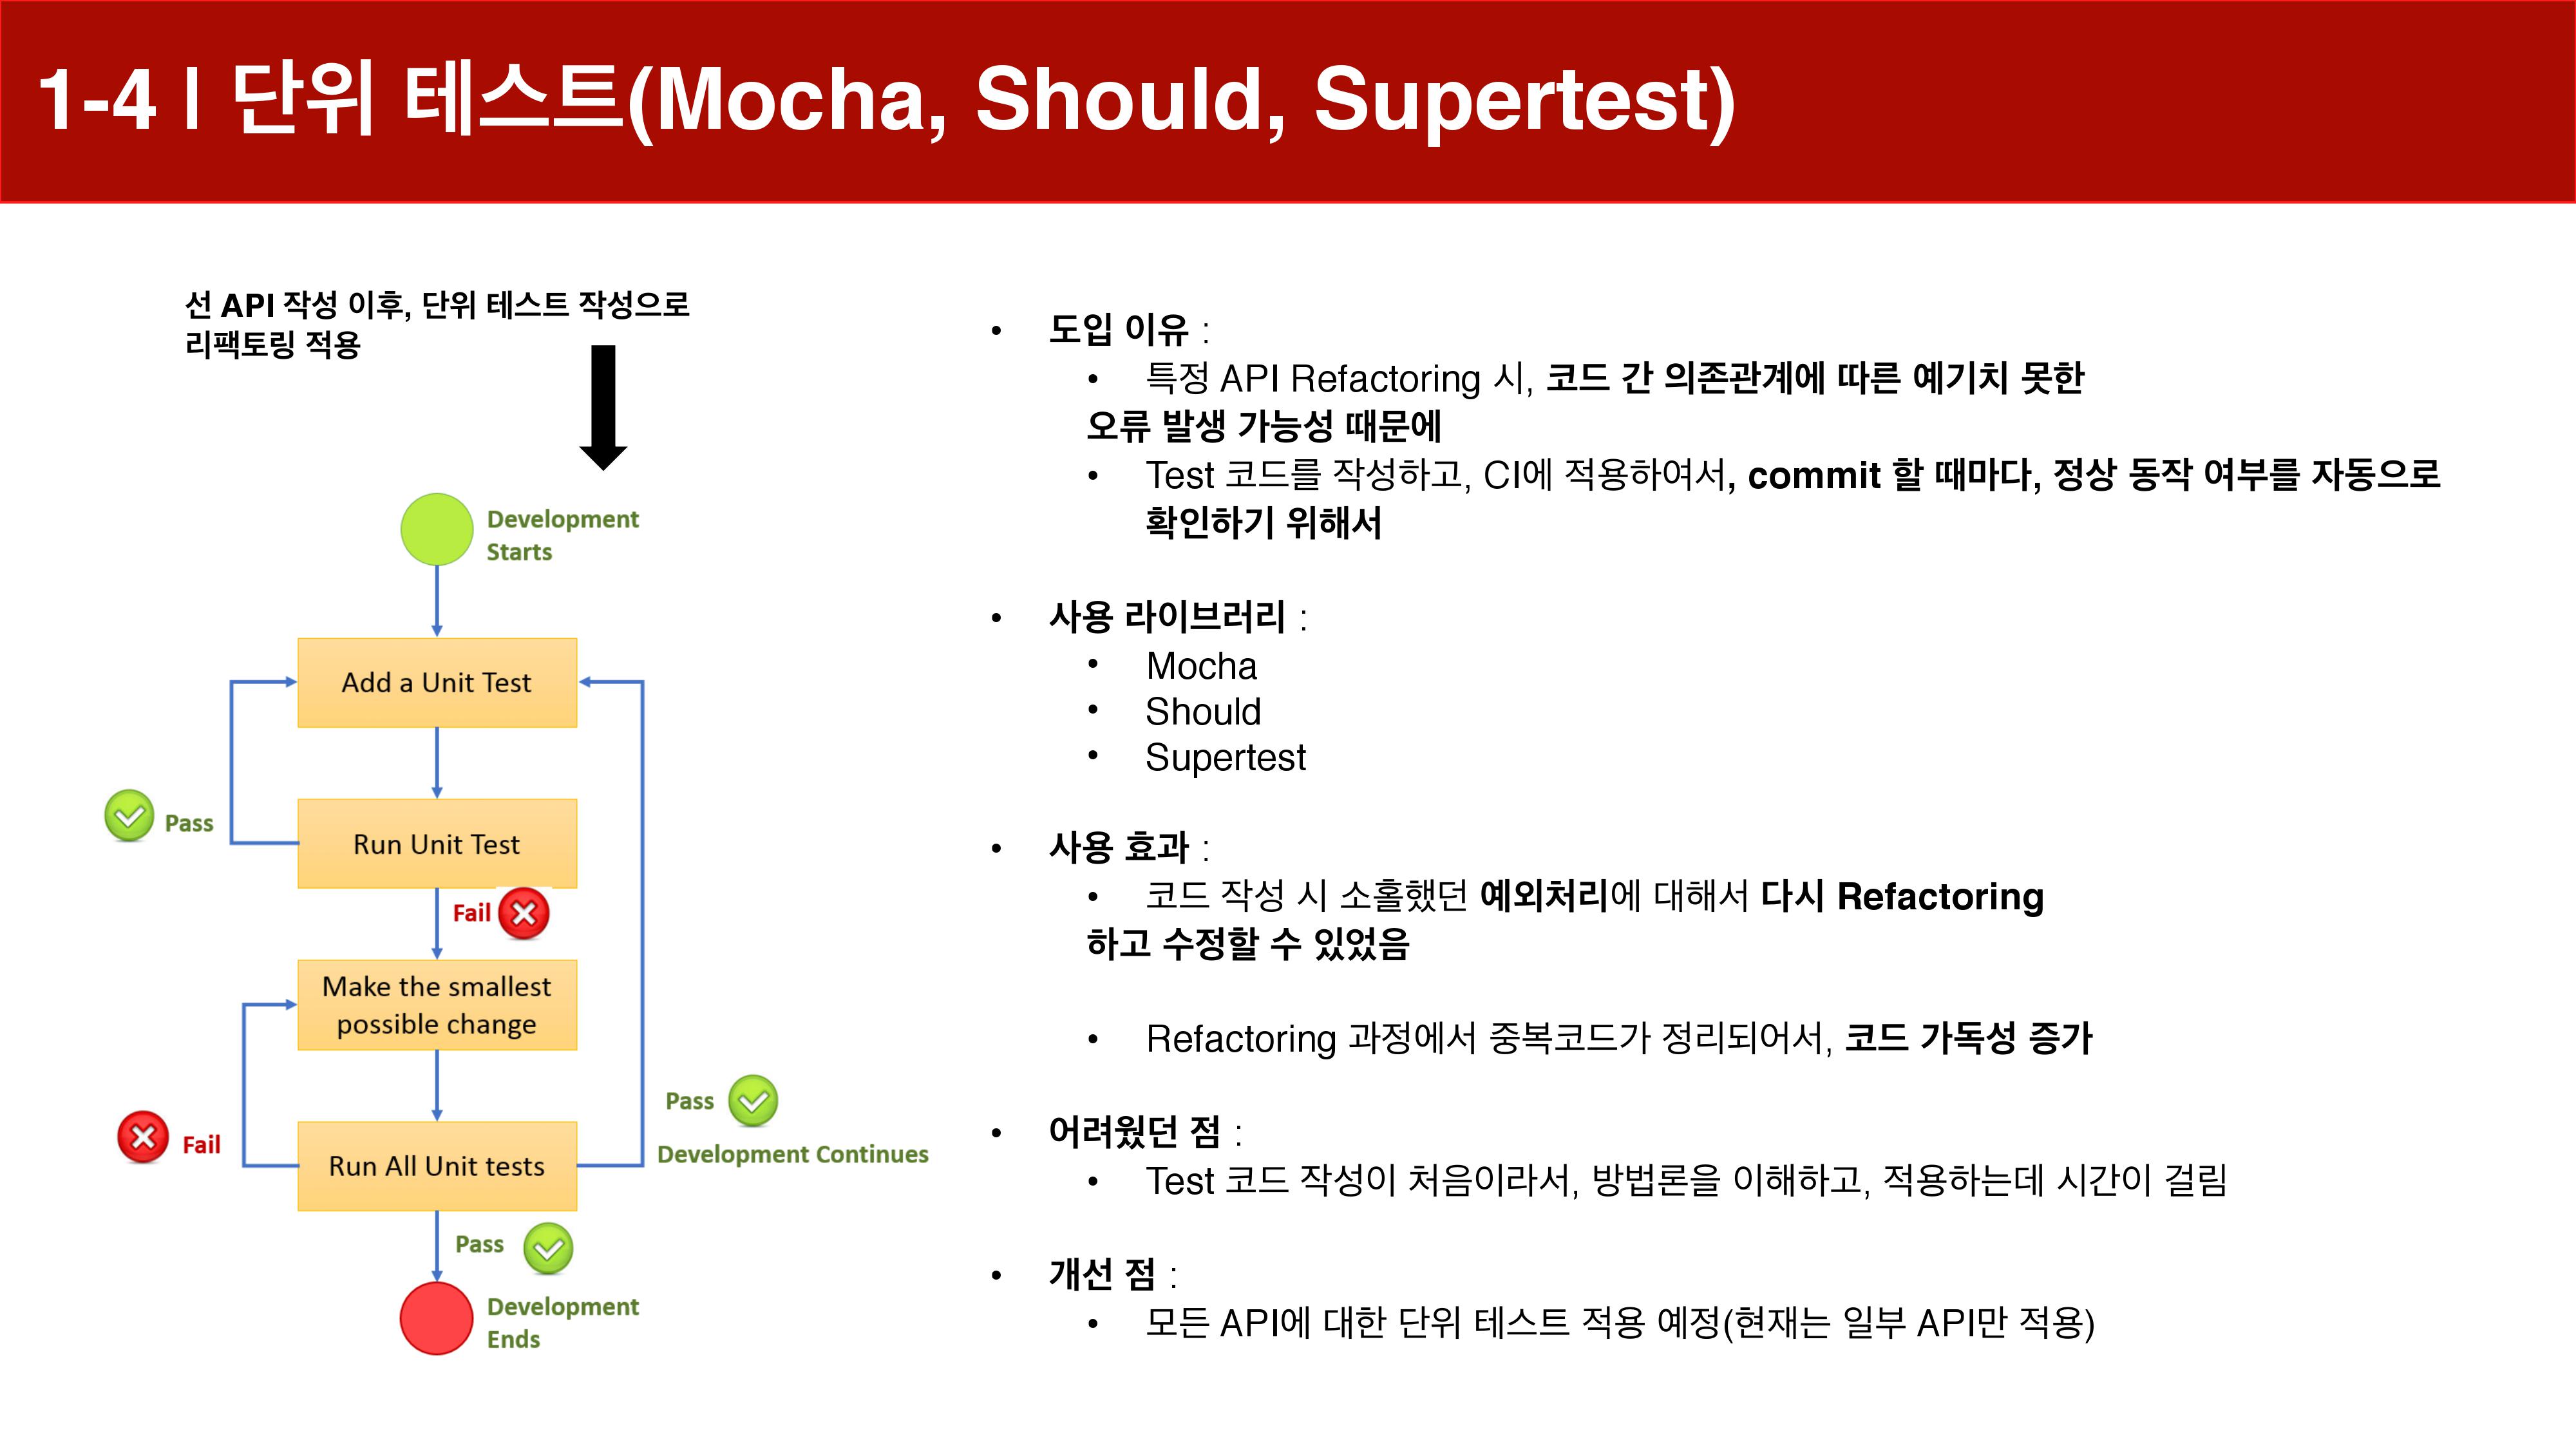 1-4 | 단위 테스트(Mocha, Should, Supertest)
선 API 작성 이후, 단위 테스트 작성으로
리팩토링 적용
Development
Starts
Add a Unit Test
Pass
Run Unit Test
Fail
Make the smallest
possible change
Pass
Fail
Development Continues
Run All Unit tests
Pass
Development
Ends
• 도입 이유 :
• 특정 API Refactoring 시, 코드 간 의존관계에 따른 예기치 못한
오류 발생 가능성 때문에
• Test 코드를 작성하고, CI에 적용하여서, commit 할 때마다, 정상 동작 여부를 자동으로
확인하기 위해서
• 사용 라이브러리 :
• Mocha
• Should
• Supertest
• 사용 효과 :
• 코드 작성 시 소홀했던 예외처리에 대해서 다시 Refactoring
하고 수정할 수 있었음
• Refactoring 과정에서 중복코드가 정리되어서, 코드 가독성 증가
• 어려웠던 점 :
• Test 코드 작성이 처음이라서, 방법론을 이해하고, 적용하는데 시간이 걸림
• 개선 점 :
• 모든 API에 대한 단위 테스트 적용 예정(현재는 일부 API만 적용)